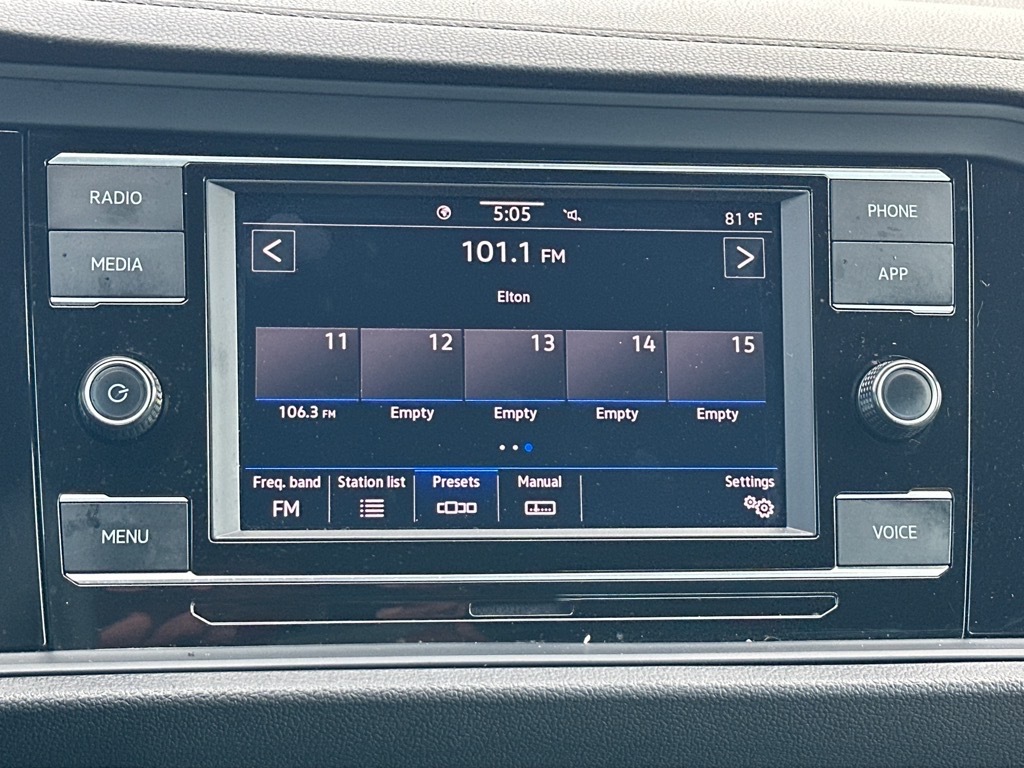 RADIO
MEDIA
MENU
PHONE
APP
VOICE
5:05
81 °F
101.1 FM
Elton
11 12 13 14 15
106.3 FM Empty Empty Empty Empty
Freq. band Station list Presets Manual Settings
FM